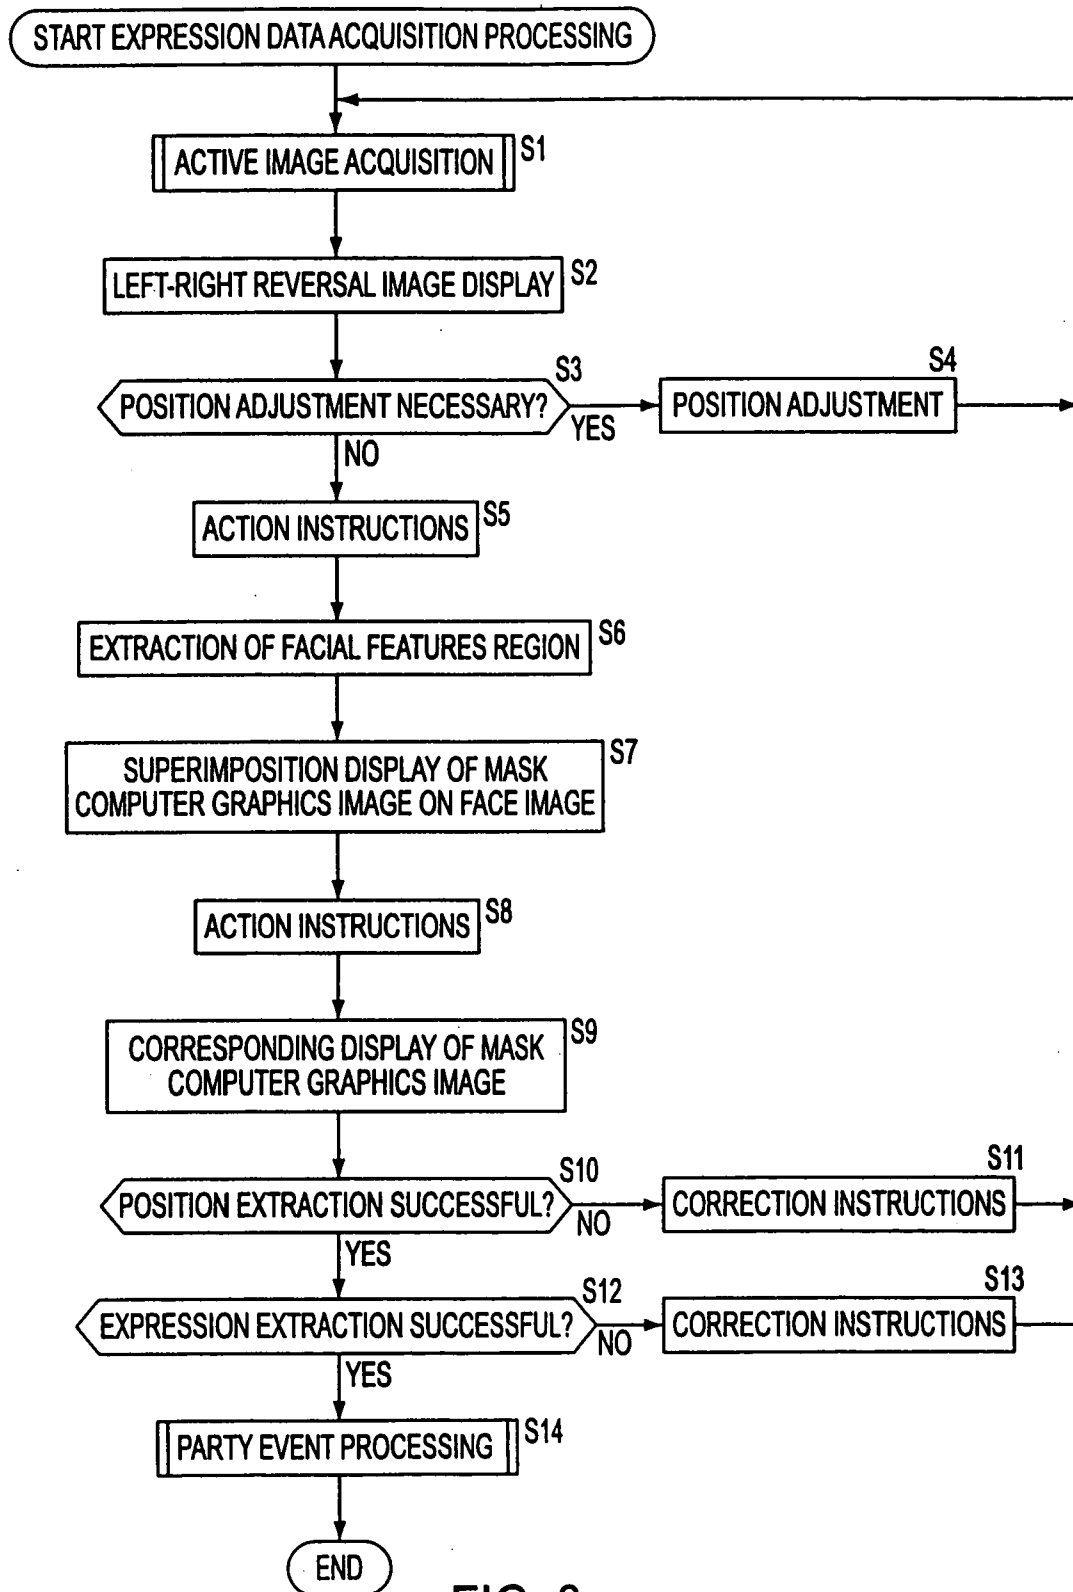 START EXPRESSION DATA ACQUISITION PROCESSING
ACTIVE IMAGE ACQUISITION
S1
LEFT-RIGHT REVERSAL IMAGE DISPLAY
S2
S3
POSITION ADJUSTMENT NECESSARY?
YES
NO
S4
POSITION ADJUSTMENT
ACTION INSTRUCTIONS
S5
EXTRACTION OF FACIAL FEATURES REGION
S6
SUPERIMPOSITION DISPLAY OF MASK
COMPUTER GRAPHICS IMAGE ON FACE IMAGE
S7
ACTION INSTRUCTIONS
S8
CORRESPONDING DISPLAY OF MASK
COMPUTER GRAPHICS IMAGE
S9
S10
POSITION EXTRACTION SUCCESSFUL?
NO
YES
S11
CORRECTION INSTRUCTIONS
S12
EXPRESSION EXTRACTION SUCCESSFUL?
NO
YES
S13
CORRECTION INSTRUCTIONS
PARTY EVENT PROCESSING
S14
END